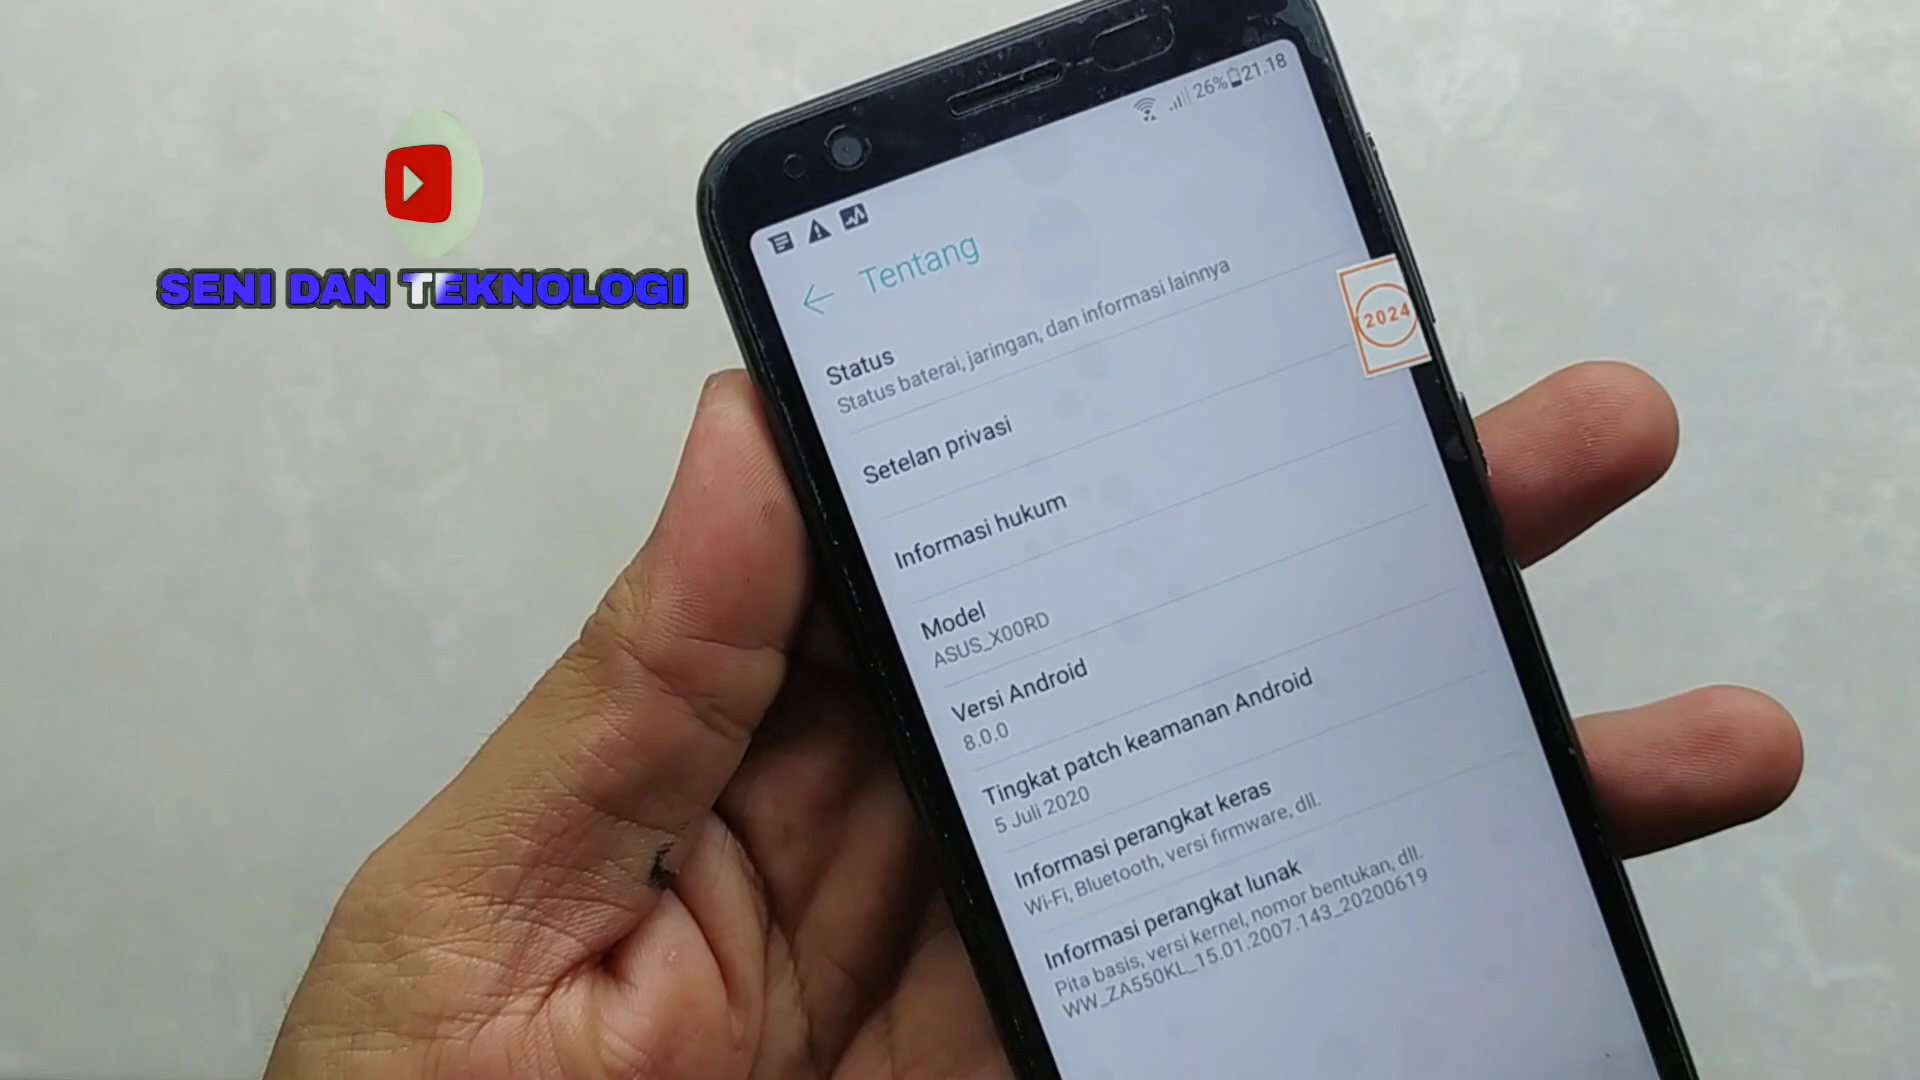 SENI DAN TEKNOLOGI
26% 21.18
Tentang
Status
Status baterai, jaringan, dan informasi lainnya
Setelan privasi
Informasi hukum
Model
ASUS_X00RD
Versi Android
8.0.0
Tingkat patch keamanan Android
5 Juli 2020
Informasi perangkat keras
Wi-Fi, Bluetooth, versi firmware, dll.
Informasi perangkat lunak
Pita basis, versi kernel, nomor bentukan, dll.
WW_ZA550KL_15.01.2007.143_20200619
2024